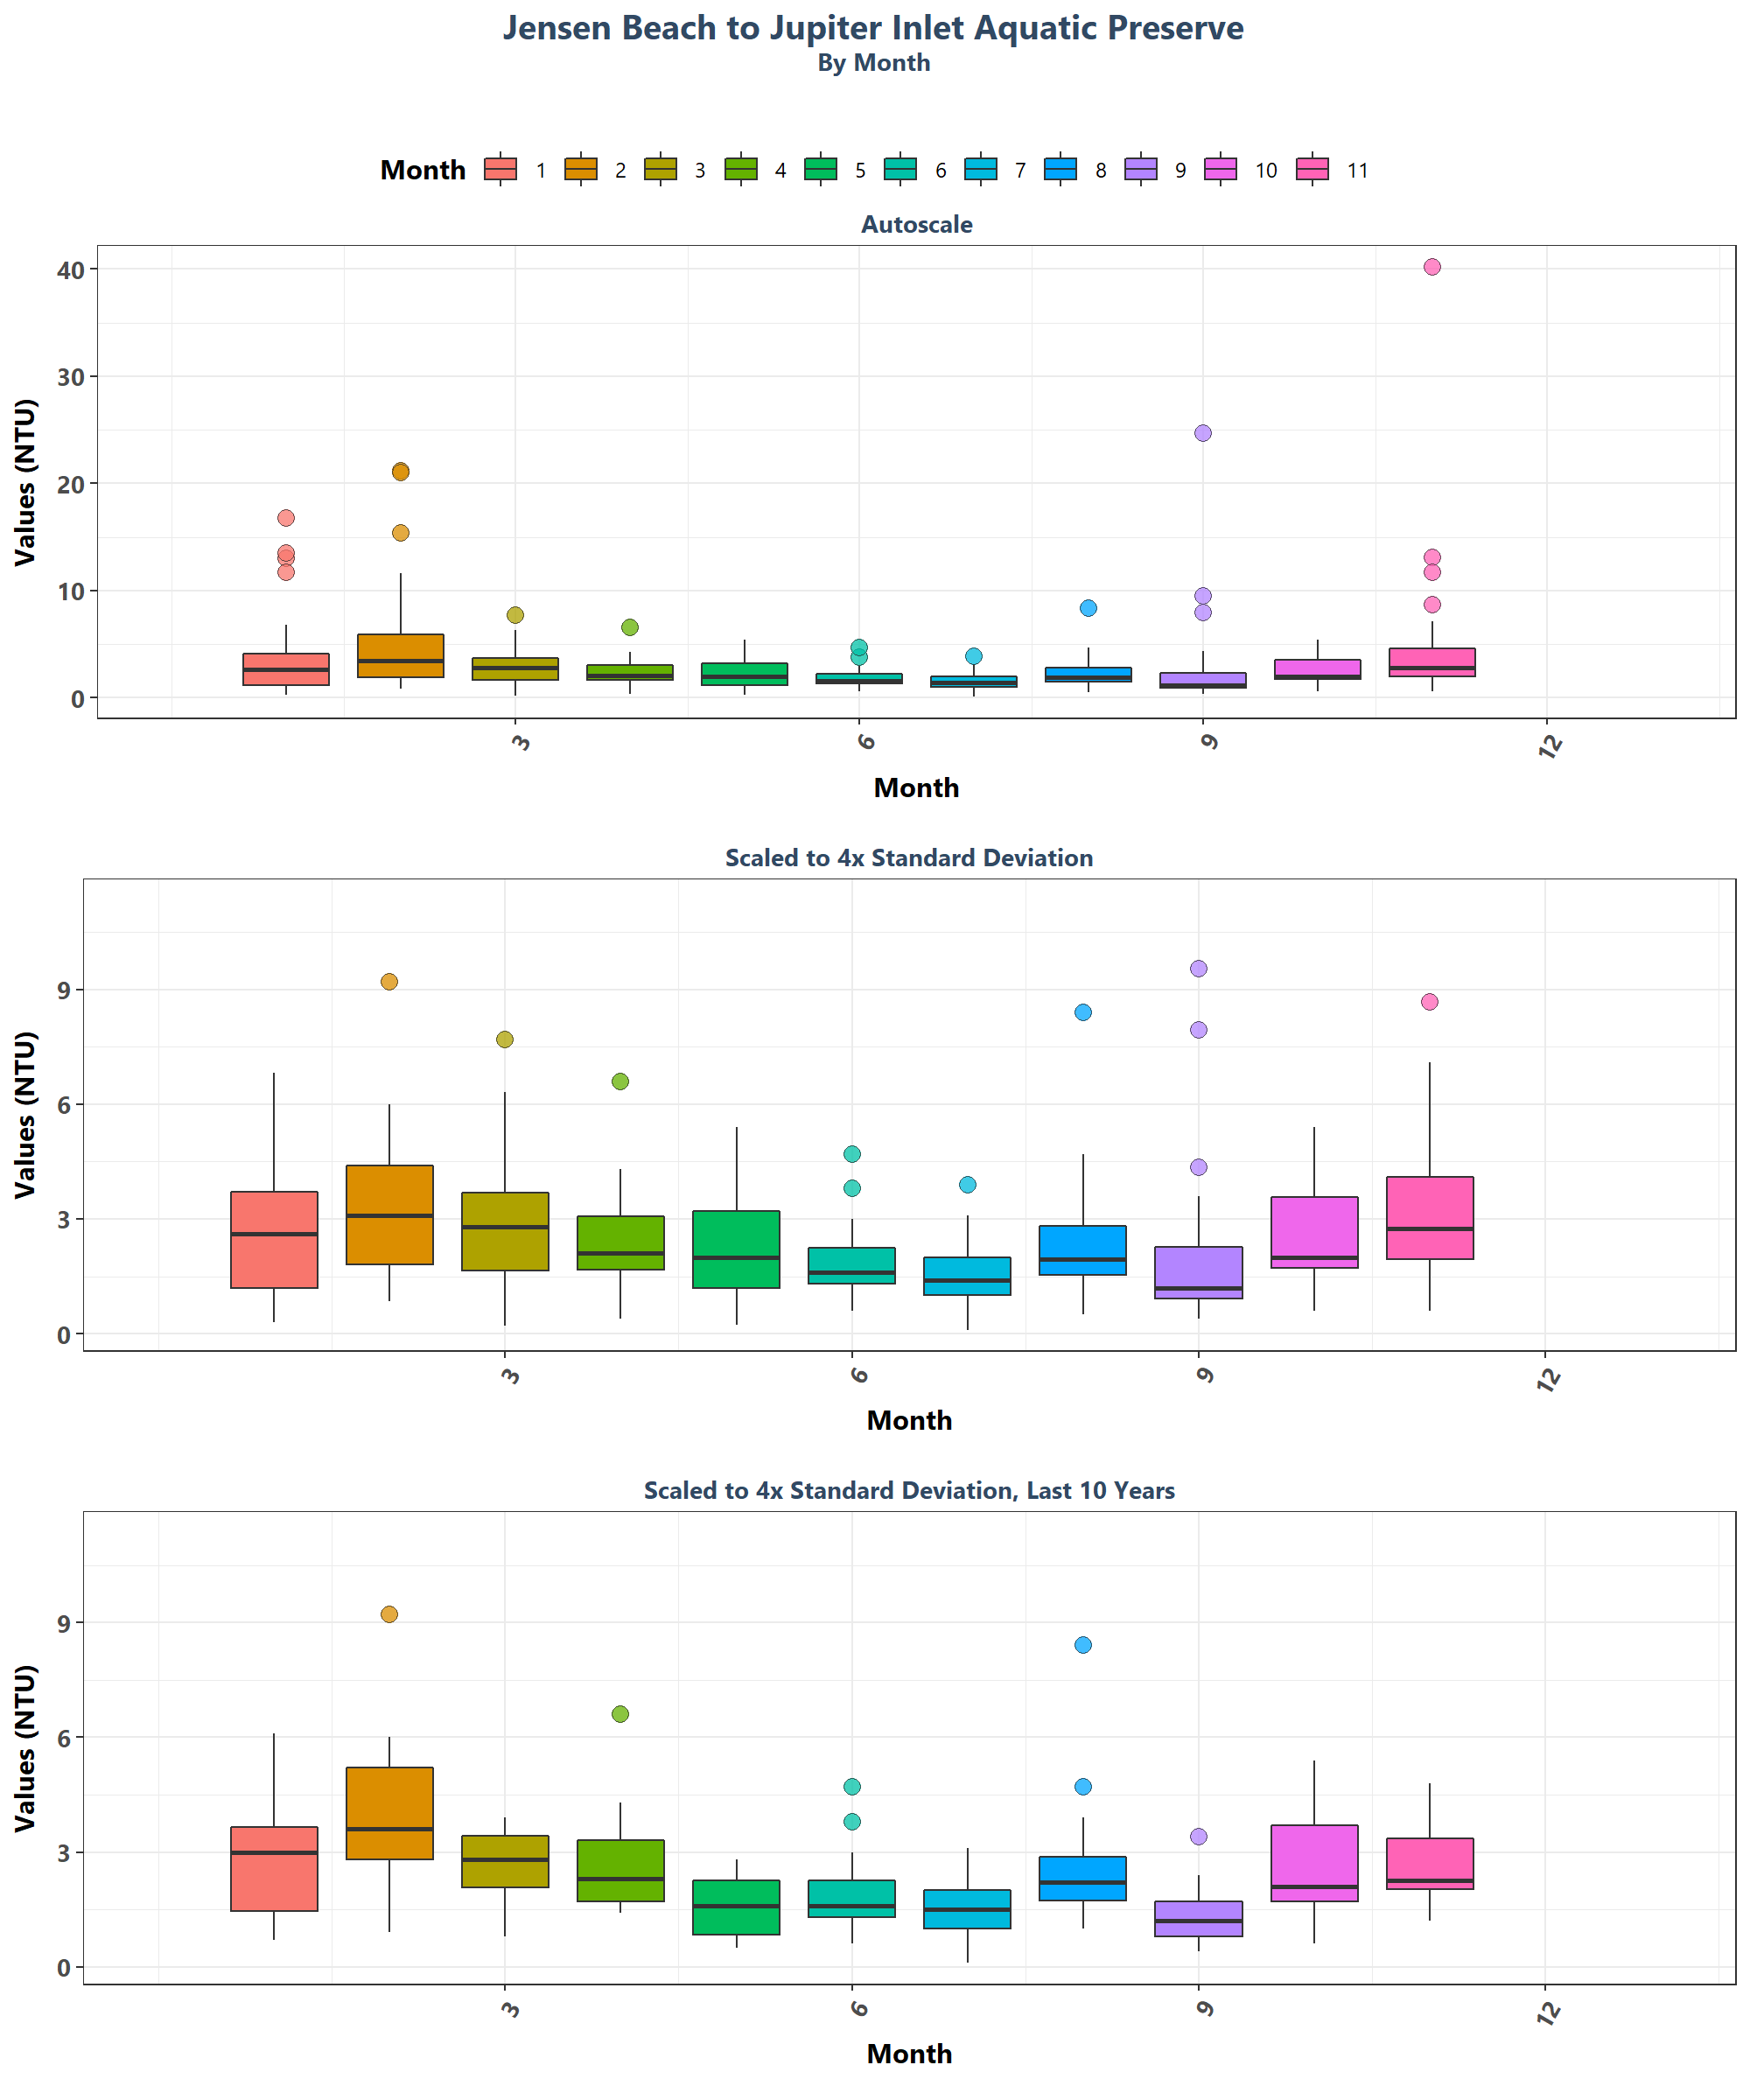 Jensen Beach to Jupiter Inlet Aquatic Preserve
By Month
Month 1 2 3 4 5 6 7 8 9 10 11
Autoscale
Values (NTU)
40
30
20
10
0
3 6 9 12
Month
Scaled to 4x Standard Deviation
Values (NTU)
9
6
3
0
3 6 9 12
Month
Scaled to 4x Standard Deviation, Last 10 Years
Values (NTU)
9
6
3
0
3 6 9 12
Month